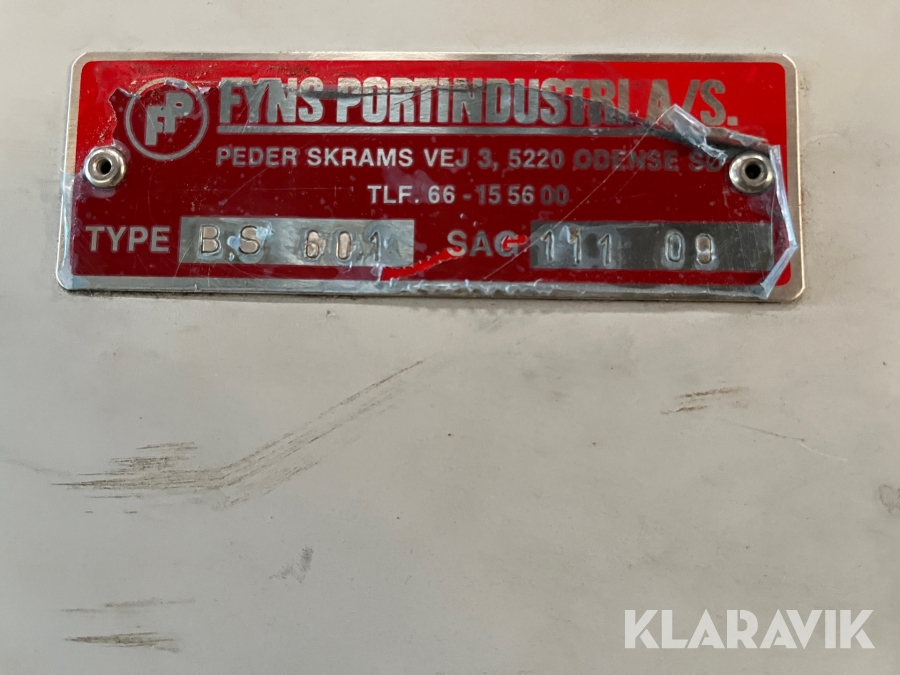 FP FYNS PORTINDUSTRI A/S.
PEDER SKRAMS VEJ 3, 5220 ODENSE SØ
TLF. 66 - 15 56 00
TYPE BS 601 SAG 111 09
KLARAVIK